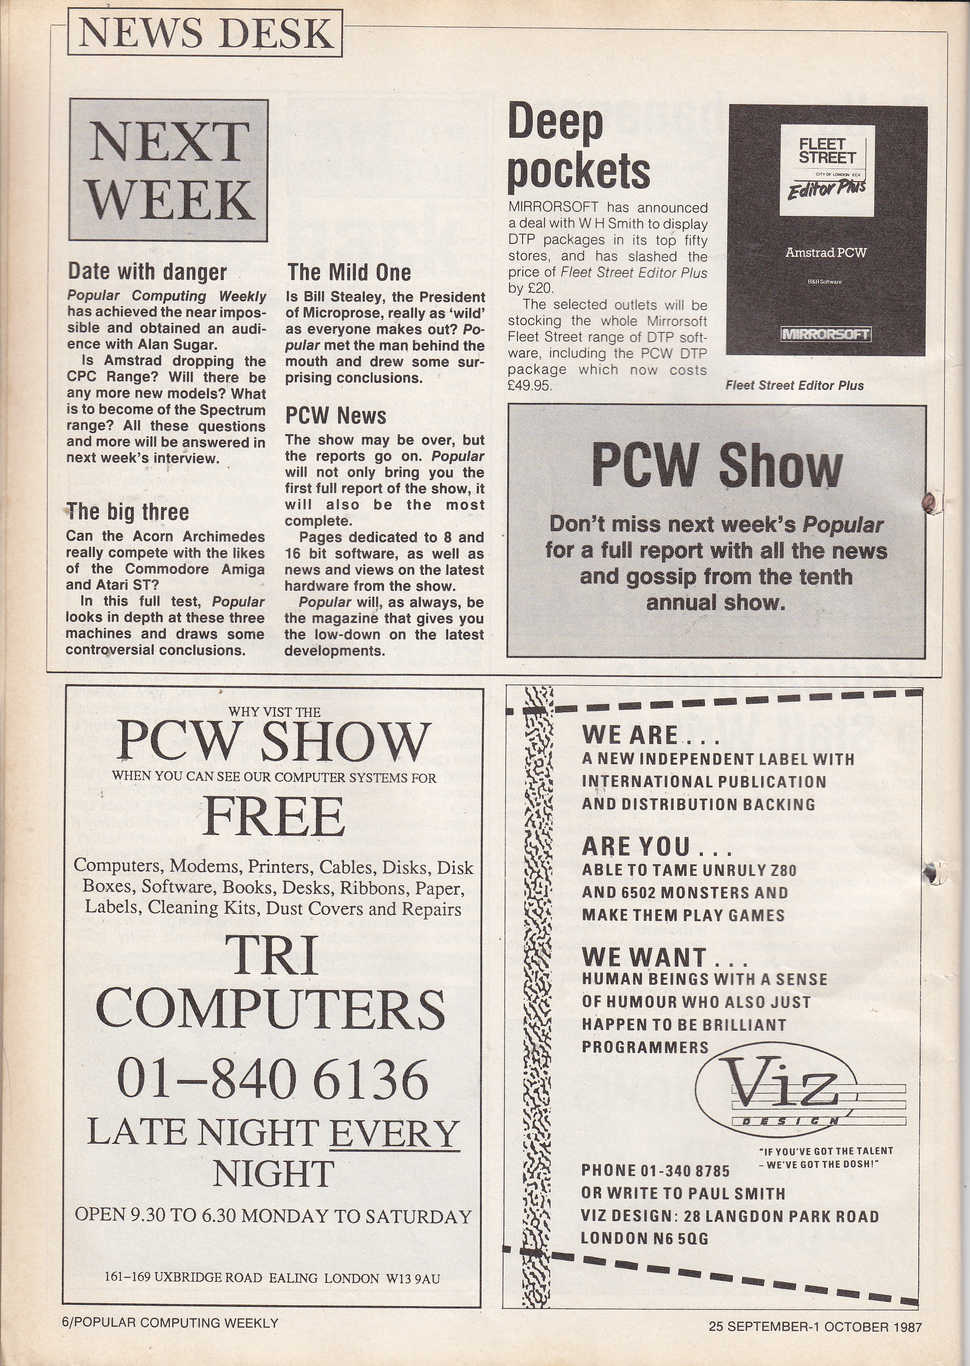 NEWS DESK
NEXT
WEEK
Date with danger
Popular Computing Weekly
has achieved the near impos-
sible and obtained an audi-
ence with Alan Sugar.
Is Amstrad dropping the
CPC Range? Will there be
any more new models? What
is to become of the Spectrum
range? All these questions
and more will be answered in
next week's interview.
The big three
Can the Acorn Archimedes
really compete with the likes
of the Commodore Amiga
and Atari ST?
In this full test, Popular
looks in depth at these three
machines and draws some
controversial conclusions.
The Mild One
Is Bill Stealey, the President
of Microprose, really as 'wild'
as everyone makes out? Po-
pular met the man behind the
mouth and drew some sur-
prising conclusions.
PCW News
The show may be over, but
the reports go on. Popular
will not only bring you the
first full report of the show, it
will also be the most
complete.
Pages dedicated to 8 and
16 bit software, as well as
news and views on the latest
hardware from the show.
Popular will, as always, be
the magazine that gives you
the low-down on the latest
developments.
Deep
pockets
MIRRORSOFT has announced
a deal with W H Smith to display
DTP packages in its top fifty
stores, and has slashed the
price of Fleet Street Editor Plus
by £20.
The selected outlets will be
stocking the whole Mirrorsoft
Fleet Street range of DTP soft-
ware, including the PCW DTP
package which now costs
£49.95.
FLEET
STREET
CITY OF LONDON EC4
Editor Plus
Amstrad PCW
B&H Software
MIRRORSOFT
Fleet Street Editor Plus
PCW Show
Don't miss next week's Popular
for a full report with all the news
and gossip from the tenth
annual show.
WHY VIST THE
PCW SHOW
WHEN YOU CAN SEE OUR COMPUTER SYSTEMS FOR
FREE
Computers, Modems, Printers, Cables, Disks, Disk
Boxes, Software, Books, Desks, Ribbons, Paper,
Labels, Cleaning Kits, Dust Covers and Repairs
TRI
COMPUTERS
01–840 6136
LATE NIGHT EVERY
NIGHT
OPEN 9.30 TO 6.30 MONDAY TO SATURDAY
161–169 UXBRIDGE ROAD EALING LONDON W13 9AU
WE ARE . . .
A NEW INDEPENDENT LABEL WITH
INTERNATIONAL PUBLICATION
AND DISTRIBUTION BACKING
ARE YOU . . .
ABLE TO TAME UNRULY Z80
AND 6502 MONSTERS AND
MAKE THEM PLAY GAMES
WE WANT . . .
HUMAN BEINGS WITH A SENSE
OF HUMOUR WHO ALSO JUST
HAPPEN TO BE BRILLIANT
PROGRAMMERS
Viz
DESIGN
"IF YOU'VE GOT THE TALENT
– WE'VE GOT THE DOSH!"
PHONE 01-340 8785
OR WRITE TO PAUL SMITH
VIZ DESIGN: 28 LANGDON PARK ROAD
LONDON N6 5QG
6/POPULAR COMPUTING WEEKLY
25 SEPTEMBER-1 OCTOBER 1987